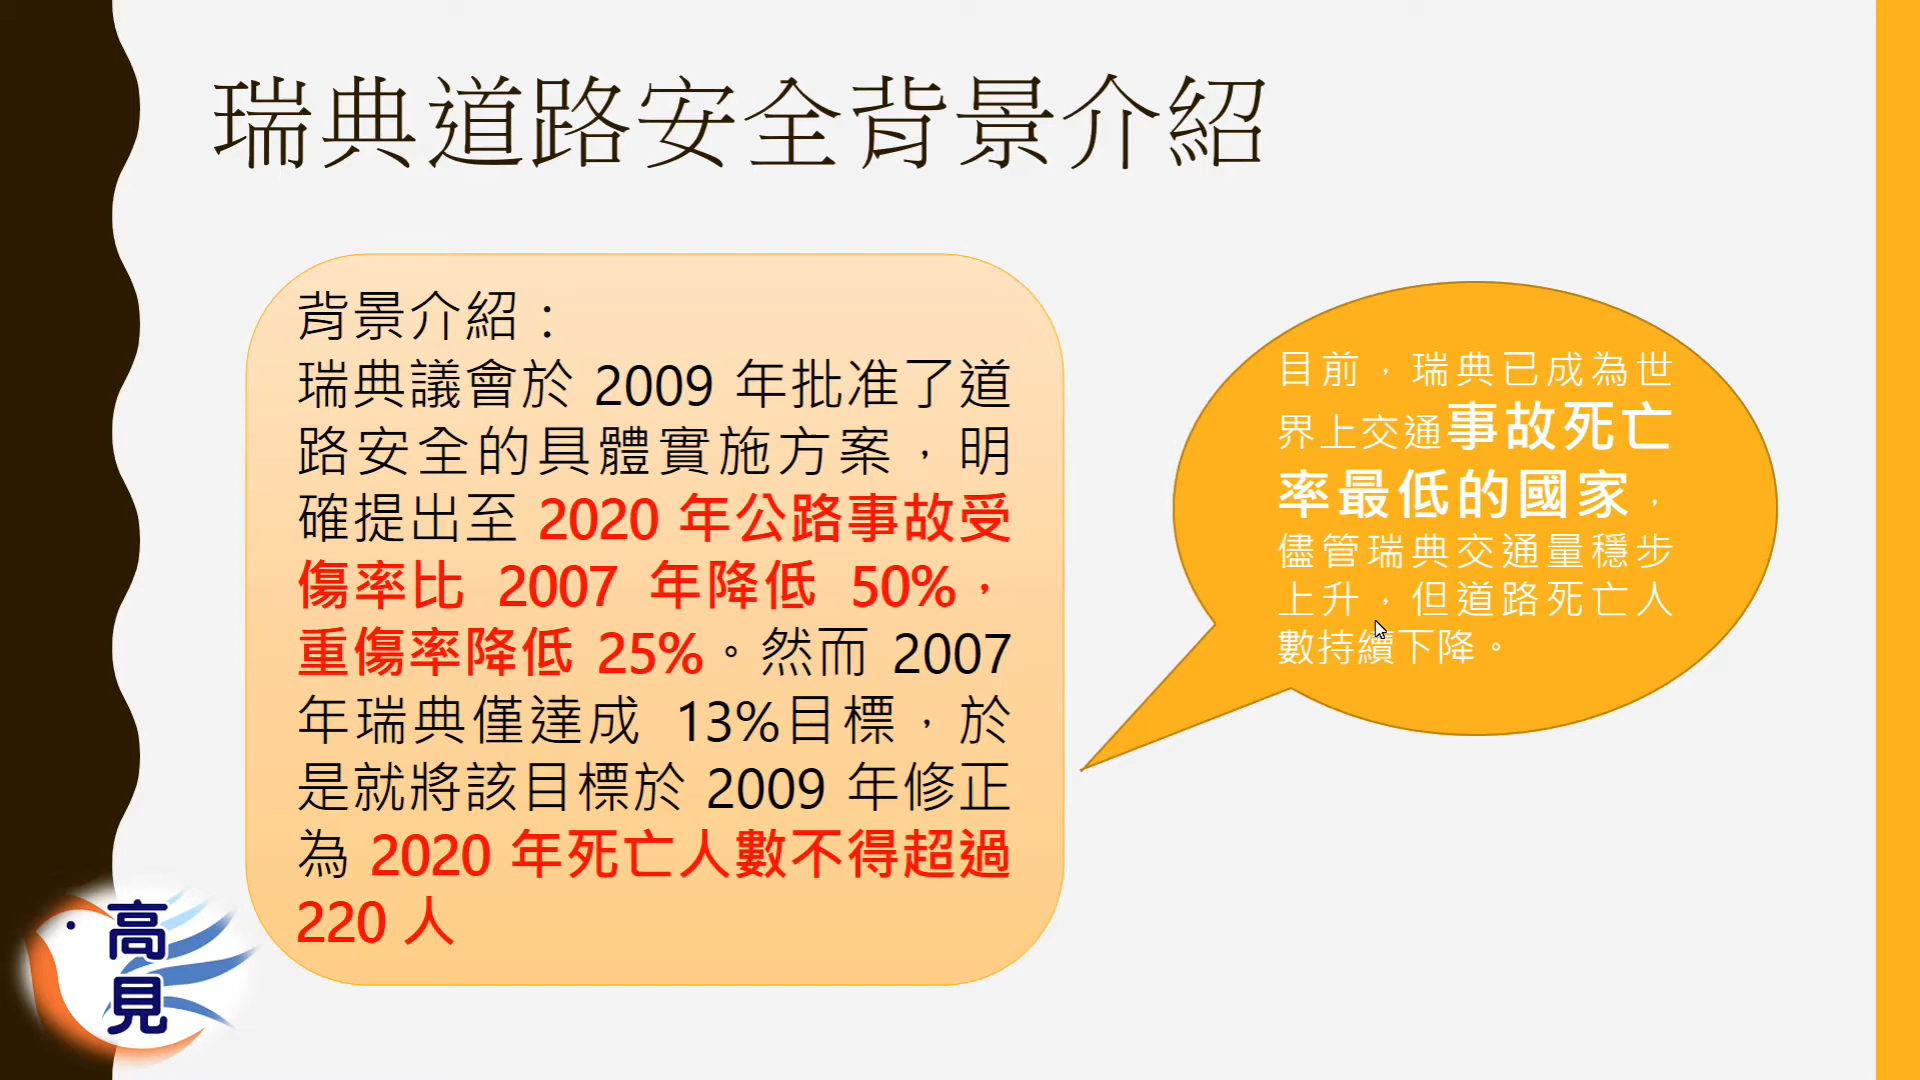 瑞典道路安全背景介紹
背景介紹：
瑞典議會於 2009 年批准了道
路安全的具體實施方案，明
確提出至 2020 年公路事故受
傷率比 2007 年降低 50%，
重傷率降低 25%。然而 2007
年瑞典僅達成 13%目標，於
是就將該目標於 2009 年修正
為 2020 年死亡人數不得超過
220 人
目前，瑞典已成為世
界上交通事故死亡
率最低的國家，
儘管瑞典交通量穩步
上升，但道路死亡人
數持續下降。
高
見